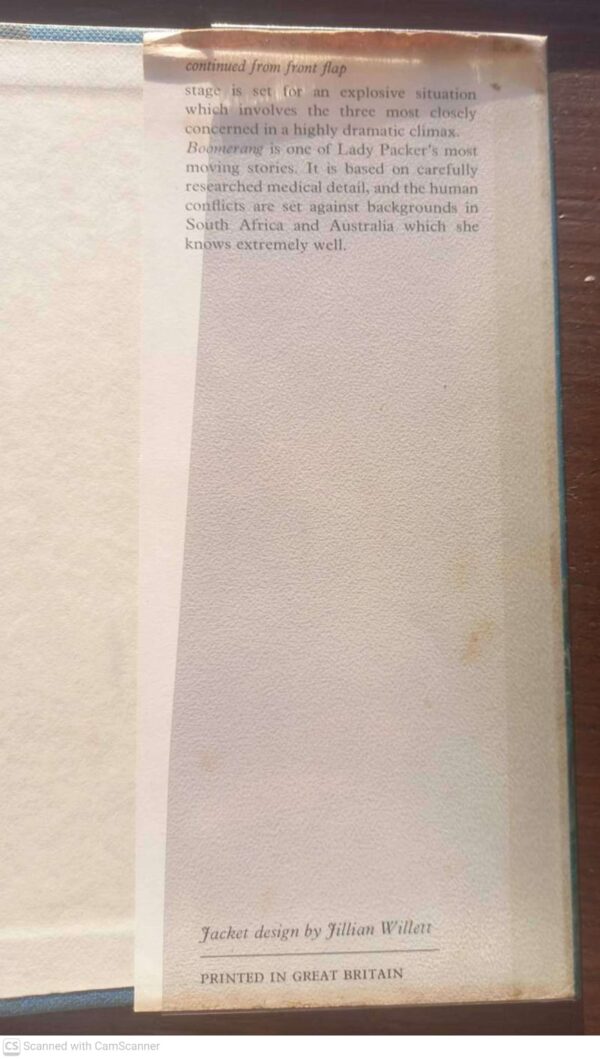 continued from front flap
stage is set for an explosive situation
which involves the three most closely
concerned in a highly dramatic climax.
Boomerang is one of Lady Packer's most
moving stories. It is based on carefully
researched medical detail, and the human
conflicts are set against backgrounds in
South Africa and Australia which she
knows extremely well.
Jacket design by Jillian Willett
PRINTED IN GREAT BRITAIN
CS Scanned with CamScanner